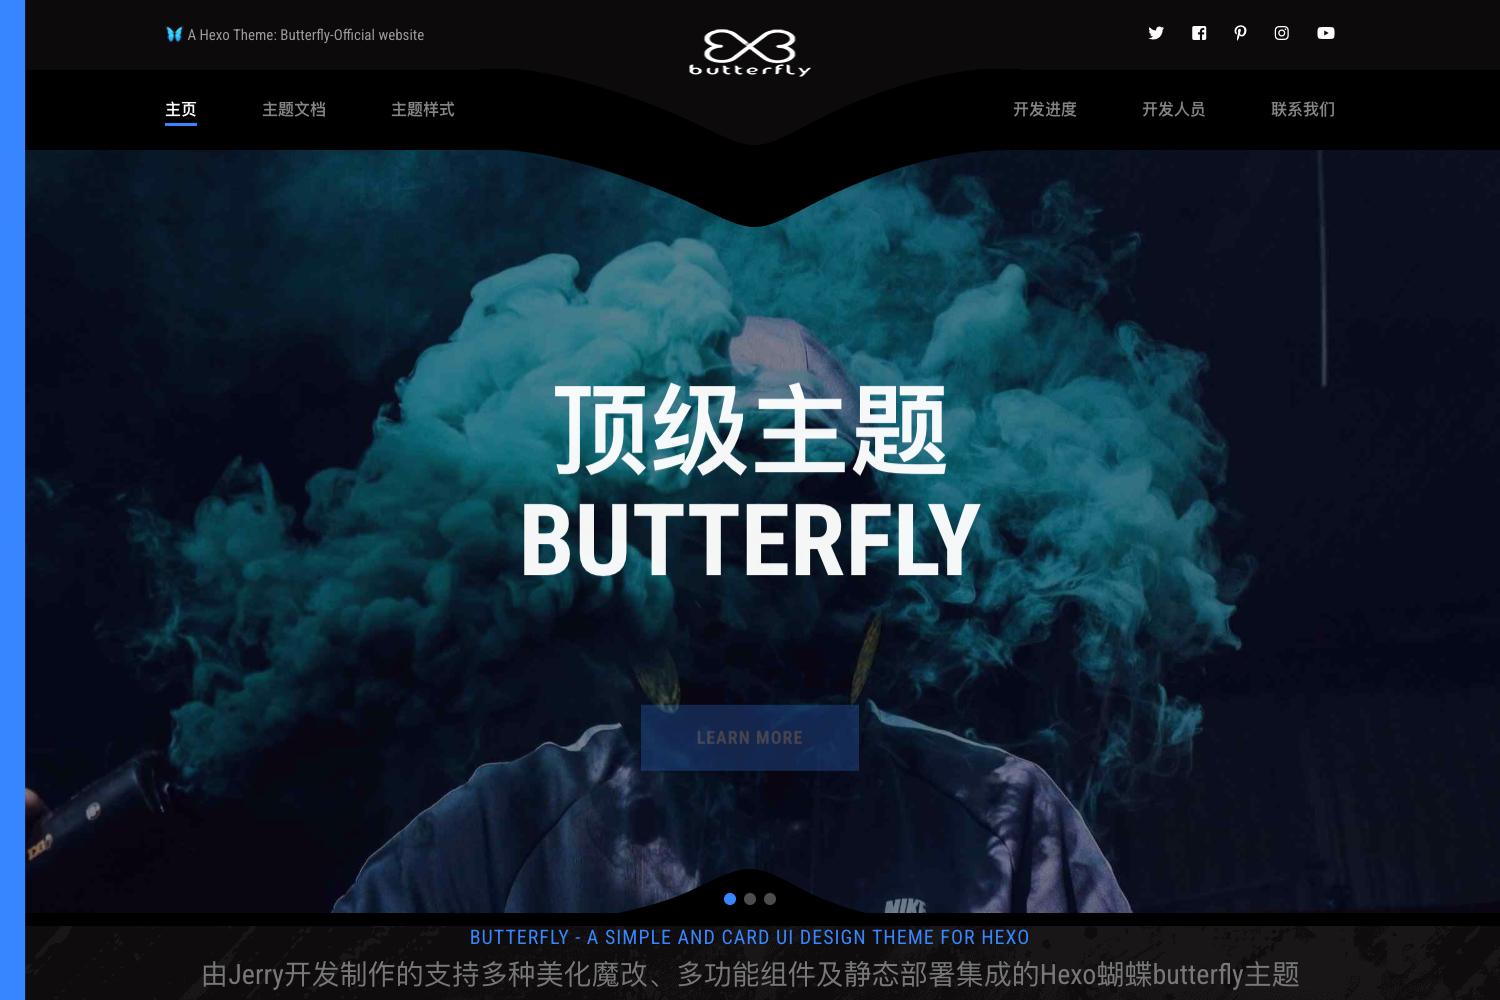 A Hexo Theme: Butterfly-Official website
butterfly
主页
主题文档
主题样式
开发进度
开发人员
联系我们
顶级主题
BUTTERFLY
LEARN MORE
NIKE
BUTTERFLY - A SIMPLE AND CARD UI DESIGN THEME FOR HEXO
由Jerry开发制作的支持多种美化魔改、多功能组件及静态部署集成的Hexo蝴蝶butterfly主题